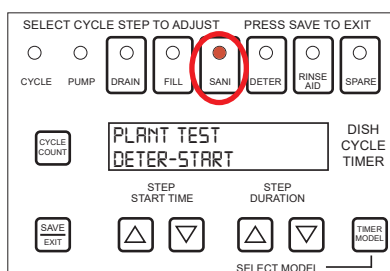 SELECT CYCLE STEP TO ADJUST PRESS SAVE TO EXIT
CYCLE PUMP DRAIN FILL SANI DETER RINSE AID SPARE
CYCLE COUNT
PLANT TEST
DETER-START
DISH
CYCLE
TIMER
STEP
START TIME
STEP
DURATION
SAVE
EXIT
TIMER
MODEL
SELECT MODEL